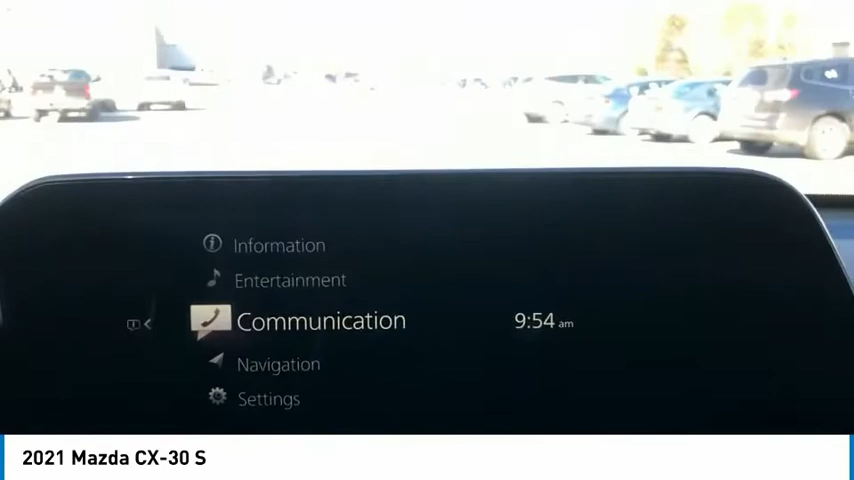 Information
Entertainment
Communication
9:54 am
Navigation
Settings
2021 Mazda CX-30 S